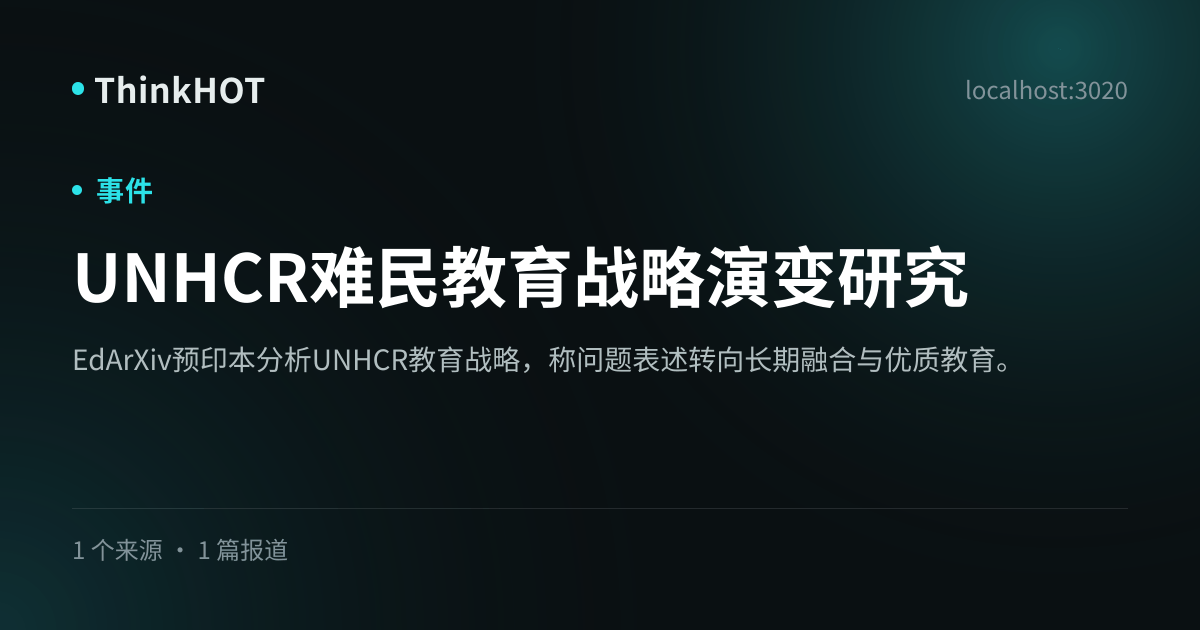 ThinkHOT
localhost:3020
事件
UNHCR难民教育战略演变研究
EdArXiv预印本分析UNHCR教育战略，称问题表述转向长期融合与优质教育。
1 个来源 · 1 篇报道